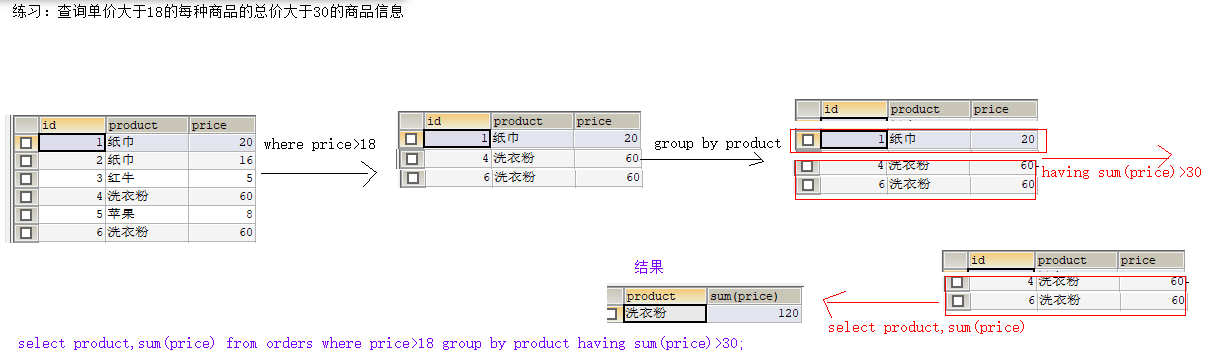 练习：查询单价大于18的每种商品的总价大于30的商品信息
id product price
1 纸巾 20
2 纸巾 16
3 红牛 5
4 洗衣粉 60
5 苹果 8
6 洗衣粉 60
where price>18
id product price
1 纸巾 20
4 洗衣粉 60
6 洗衣粉 60
group by product
id product price
1 纸巾 20
4 洗衣粉 60
6 洗衣粉 60
having sum(price)>30
id product price
4 洗衣粉 60
6 洗衣粉 60
select product,sum(price)
结果
product sum(price)
洗衣粉 120
select product,sum(price) from orders where price>18 group by product having sum(price)>30;